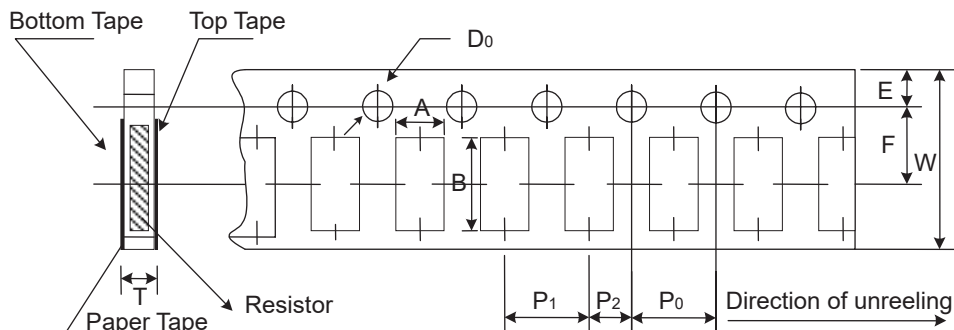 Bottom Tape
Top Tape
D0
E
A
F
W
B
T
Resistor
Paper Tape
P1
P2
P0
Direction of unreeling